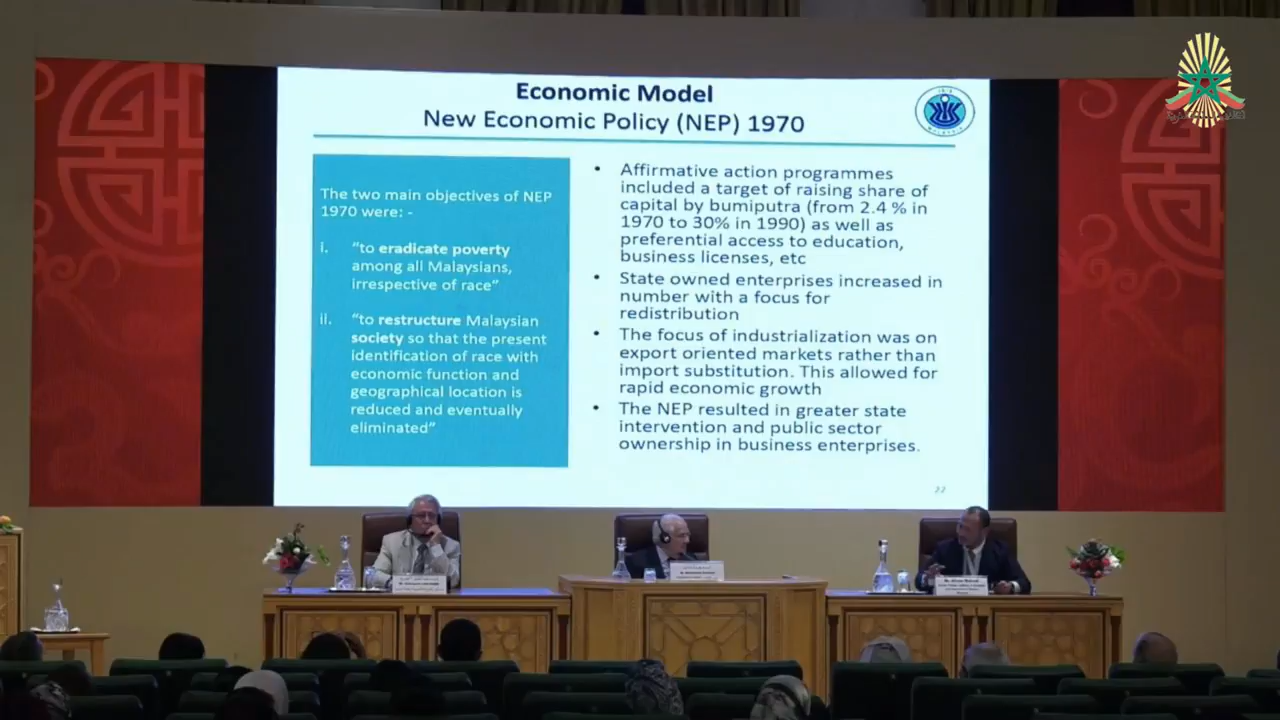 Economic Model
New Economic Policy (NEP) 1970
The two main objectives of NEP
1970 were: -
i. “to eradicate poverty
among all Malaysians,
irrespective of race”
ii. “to restructure Malaysian
society so that the present
identification of race with
economic function and
geographical location is
reduced and eventually
eliminated”
• Affirmative action programmes
included a target of raising share of
capital by bumiputra (from 2.4 % in
1970 to 30% in 1990) as well as
preferential access to education,
business licenses, etc
• State owned enterprises increased in
number with a focus for
redistribution
• The focus of industrialization was on
export oriented markets rather than
import substitution. This allowed for
rapid economic growth
• The NEP resulted in greater state
intervention and public sector
ownership in business enterprises.
22
MALAYSIA